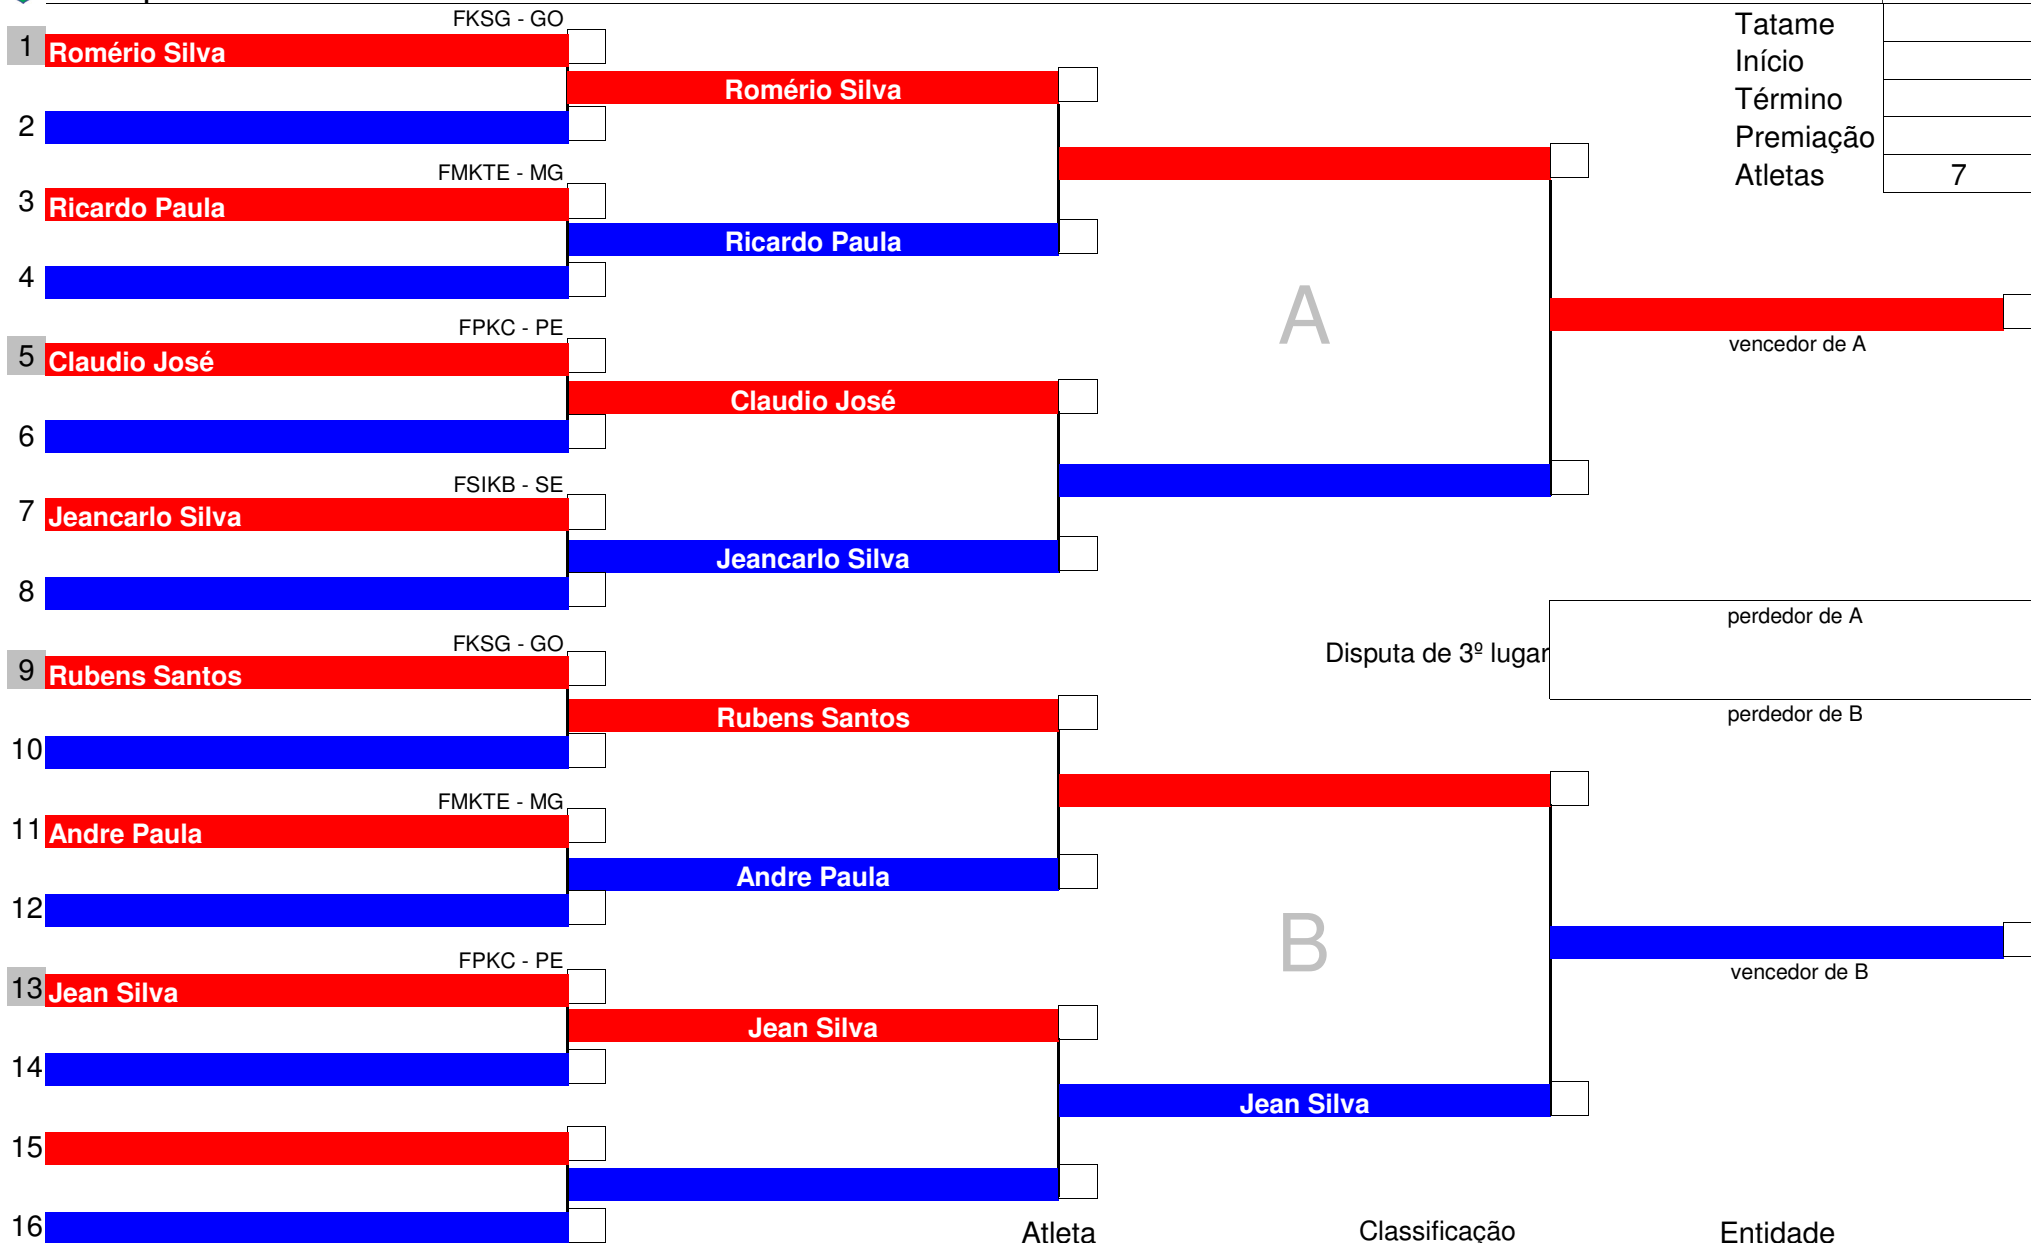 FKSG - GO
1 Romério Silva
Romério Silva
2
FMKTE - MG
3 Ricardo Paula
Ricardo Paula
4
FPKC - PE
5 Claudio José
Claudio José
6
FSIKB - SE
7 Jeancarlo Silva
Jeancarlo Silva
8
FKSG - GO
9 Rubens Santos
Rubens Santos
10
FMKTE - MG
11 Andre Paula
Andre Paula
12
FPKC - PE
13 Jean Silva
Jean Silva
14
Jean Silva
15
16
A
B
Tatame
Início
Término
Premiação
Atletas 7
vencedor de A
perdedor de A
Disputa de 3º lugar
perdedor de B
vencedor de B
Atleta Classificação Entidade